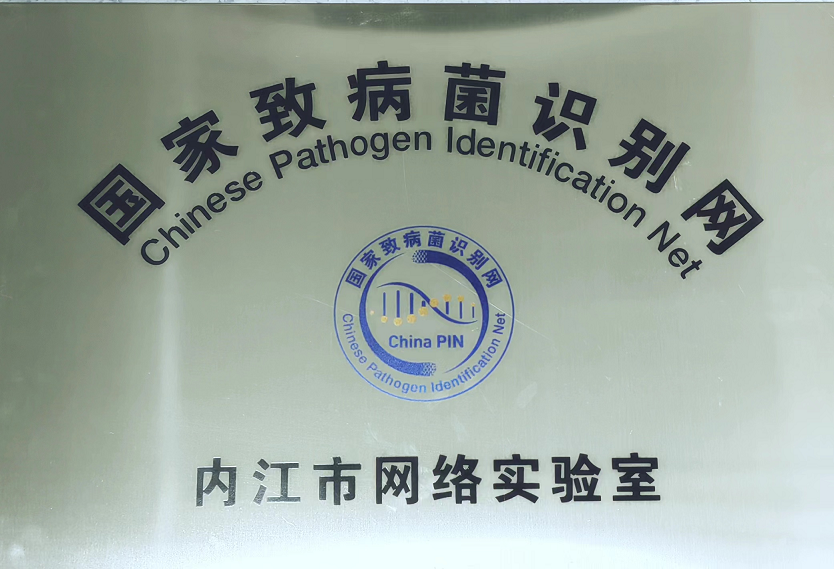 国家致病菌识别网
Chinese Pathogen Identification Net
国家致病菌识别网
China PIN
Chinese Pathogen Identification Net
内江市网络实验室